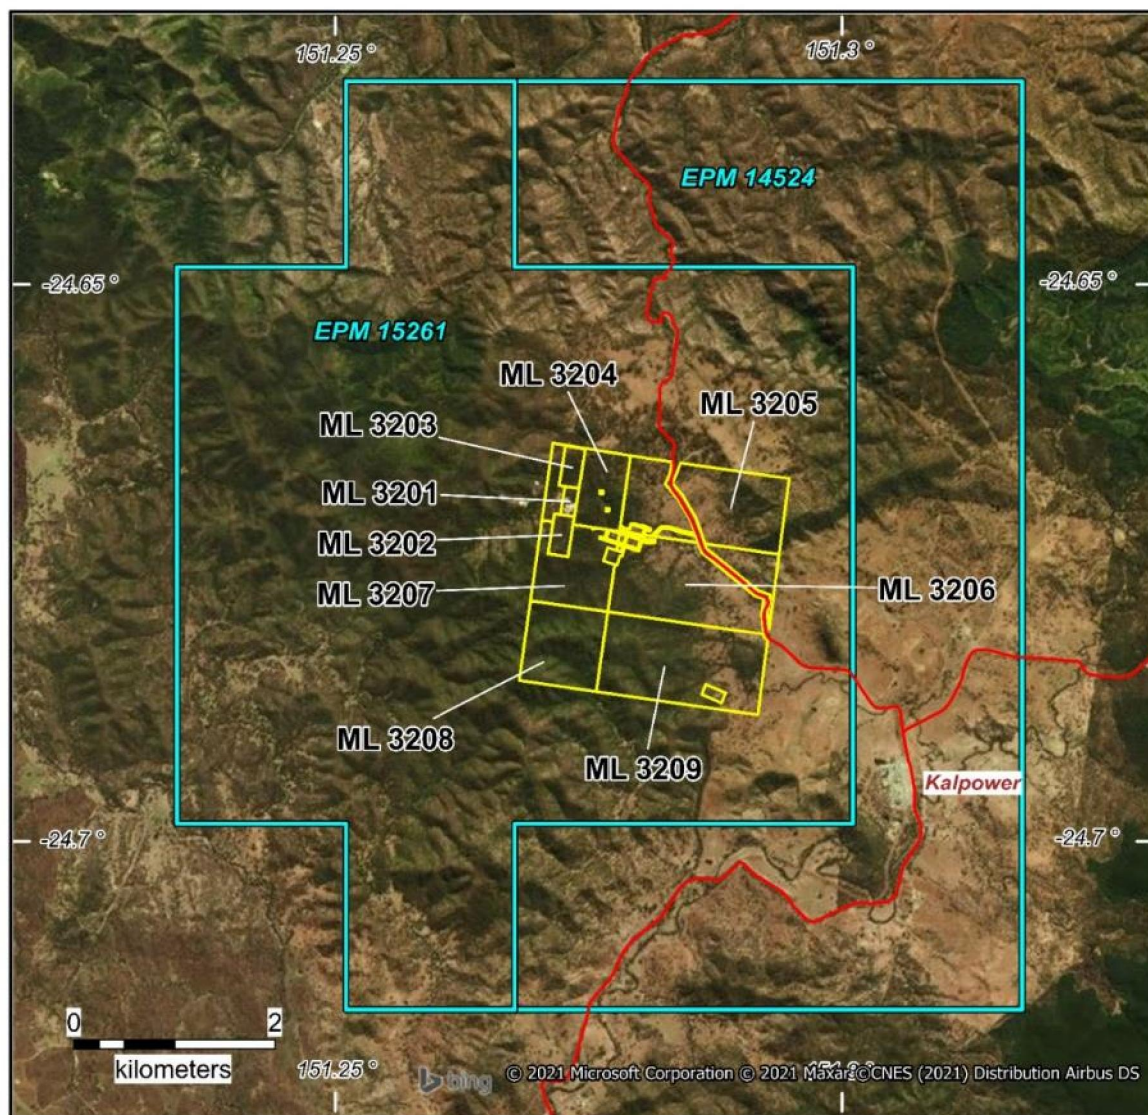 151.25 °
151.3 °
EPM 14524
-24.65 °
-24.65 °
EPM 15261
ML 3204
ML 3205
ML 3203
ML 3201
ML 3202
ML 3207
ML 3206
ML 3208
ML 3209
Kalpower
-24.7 °
-24.7 °
0 2
kilometers
151.25 °
151.3 °
bing
© 2021 Microsoft Corporation © 2021 Maxar ©CNES (2021) Distribution Airbus DS